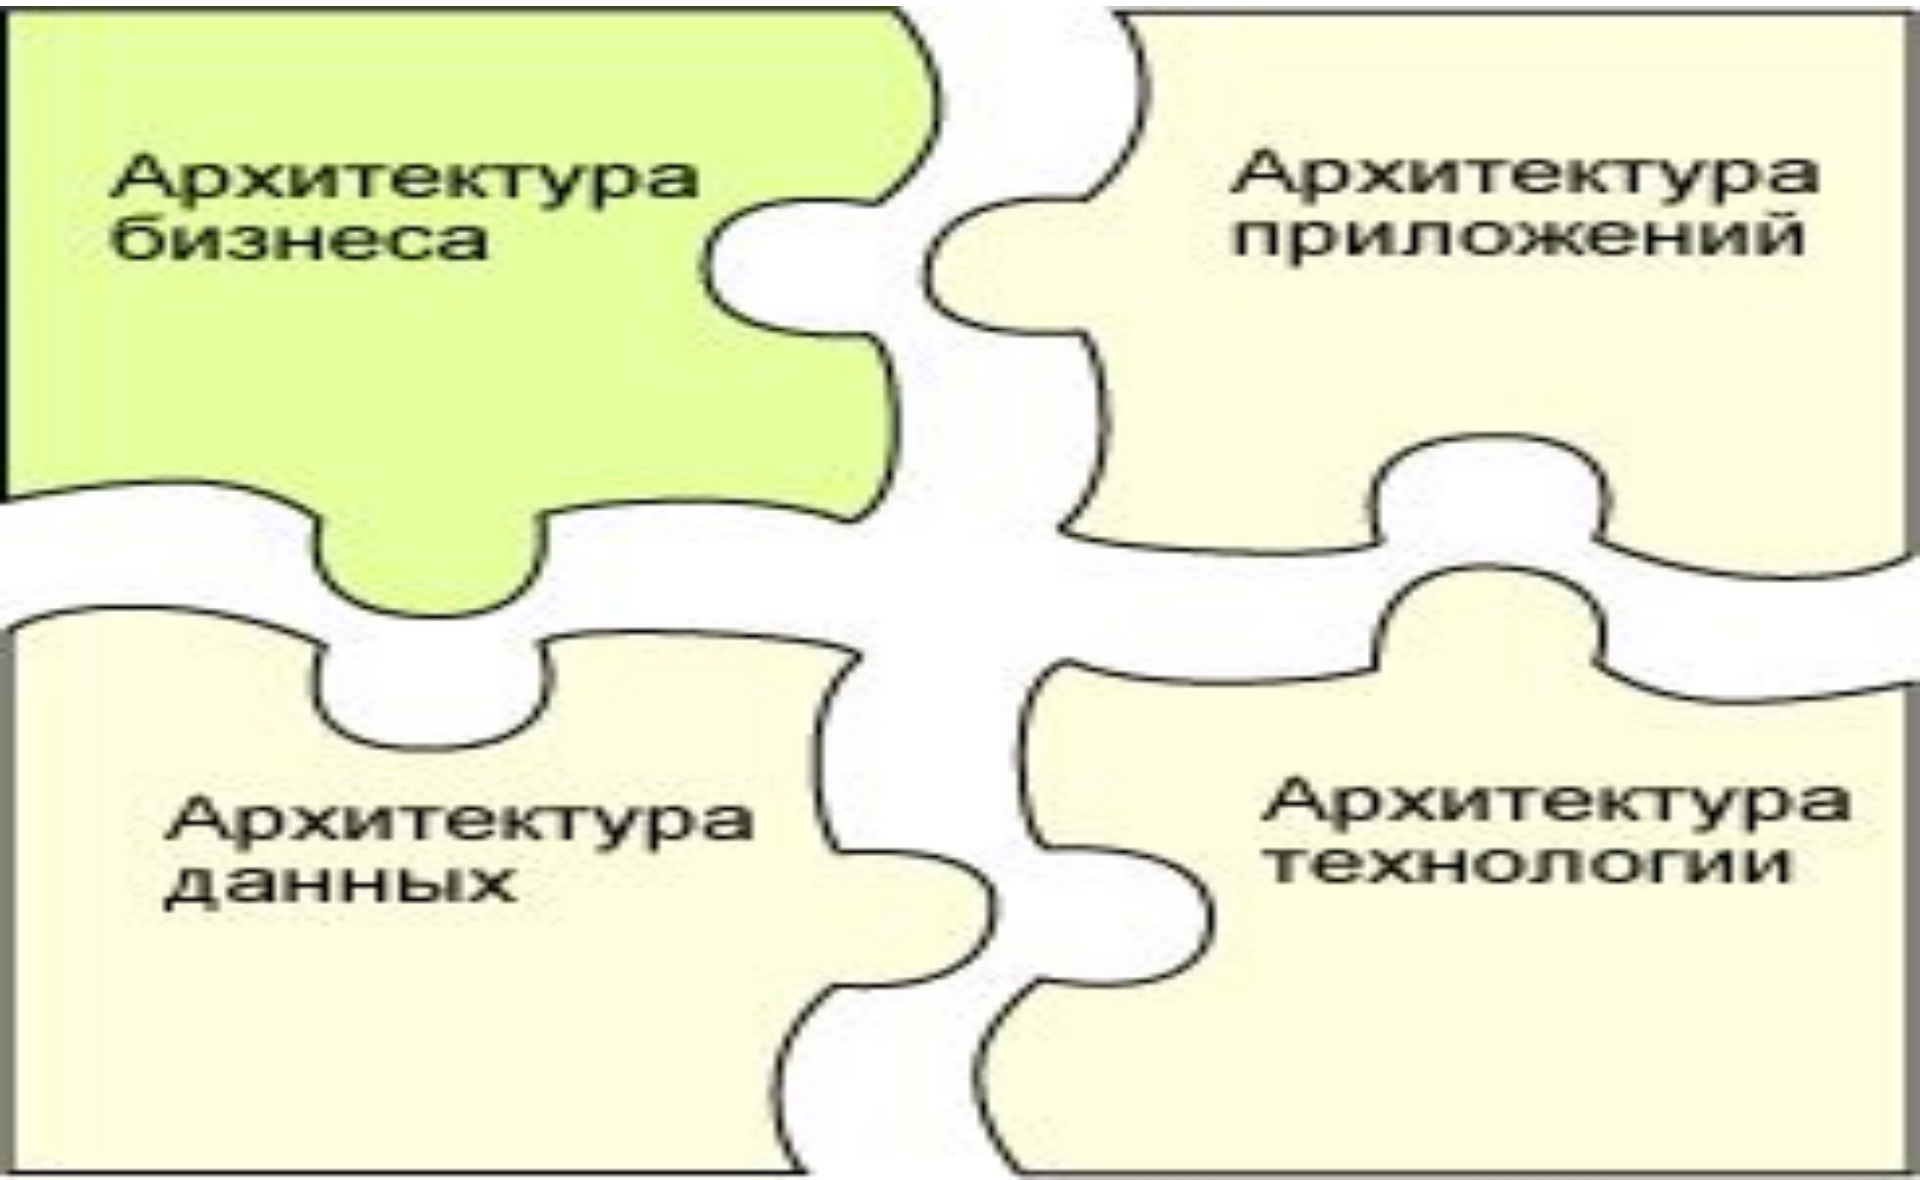 Архитектура
бизнеса
Архитектура
приложений
Архитектура
данных
Архитектура
технологии